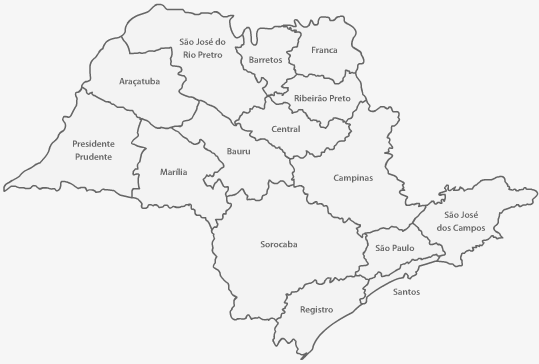 São José do
Rio Pretro
Barretos
Franca
Araçatuba
Ribeirão Preto
Central
Presidente
Prudente
Bauru
Marília
Campinas
São José
dos Campos
Sorocaba
São Paulo
Santos
Registro